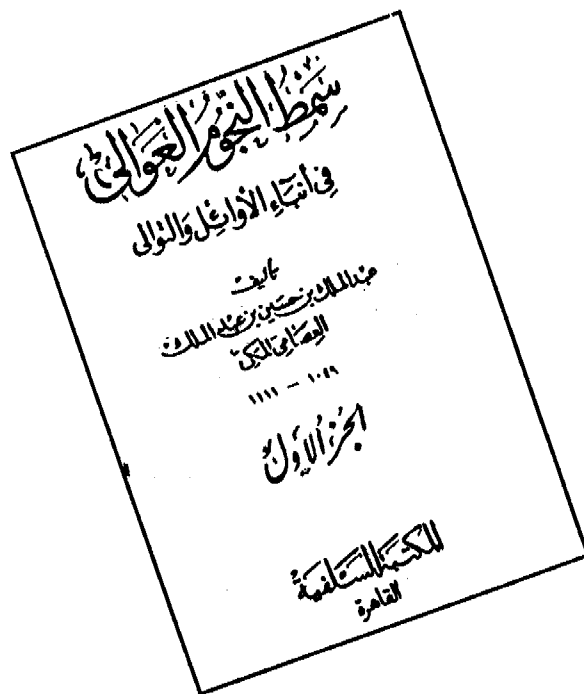 سمط النجوم العوالي
في أنباء الأوائل والتوالى
تأليف
عبد الملك بن حسين بن عبد الملك
العصامي المكي
١٠٤٩ - ١١١١
الجزء الأول
المكتبة السلفية
القاهرة